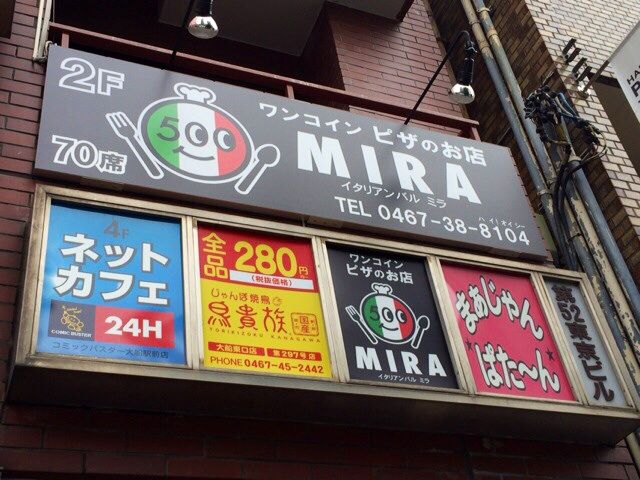 2F
70席
500
ワンコイン ピザのお店
MIRA
イタリアンバル ミラ
ハイ!オイシー
TEL 0467-38-8104
4F
ネット
カフェ
COMIC BUSTER
24H
コミックバスター大船駅前店
全品280円
(税抜価格)
じゃんぼ焼鳥
鳥貴族
国産
TORIKIZOKU KANAGAWA
大船東口店 第297号店
PHONE 0467-45-2442
ワンコイン
ピザのお店
500
MIRA
イタリアンバル ミラ
まあじゃん
ぱた〜ん
第52東京ビル